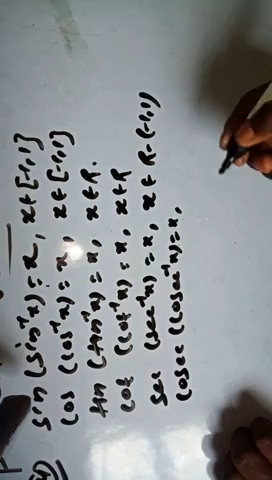 sin (sin⁻¹x) = x, x ∈ [-1,1]
cos (cos⁻¹x) = x, x ∈ [-1,1]
tan (tan⁻¹x) = x, x ∈ R.
cot (cot⁻¹x) = x, x ∈ R
sec (sec⁻¹x) = x, x ∈ R-(-1,1)
cosec (cosec⁻¹x) = x,